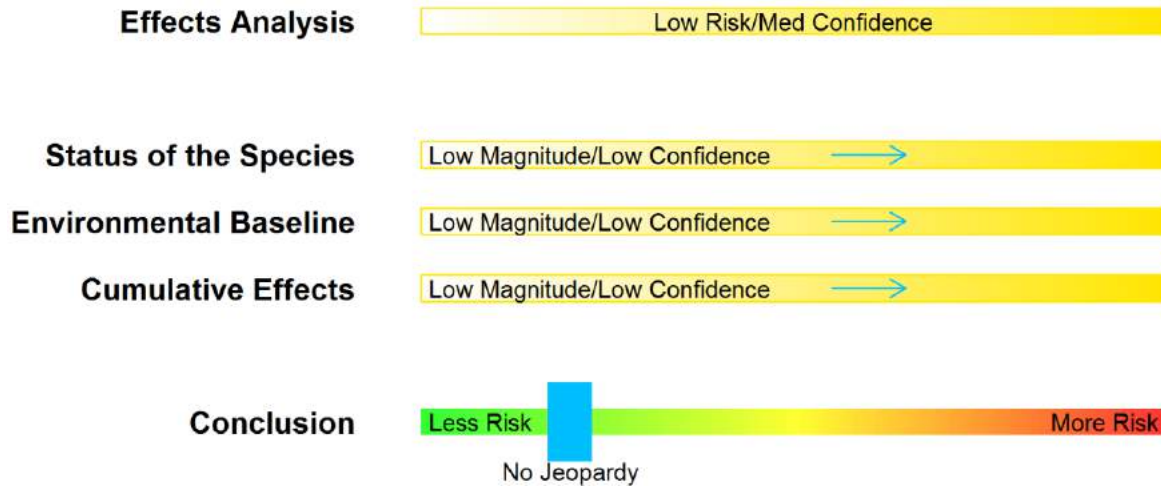 Effects Analysis Low Risk/Med Confidence
Status of the Species Low Magnitude/Low Confidence
Environmental Baseline Low Magnitude/Low Confidence
Cumulative Effects Low Magnitude/Low Confidence
Conclusion Less Risk More Risk
No Jeopardy